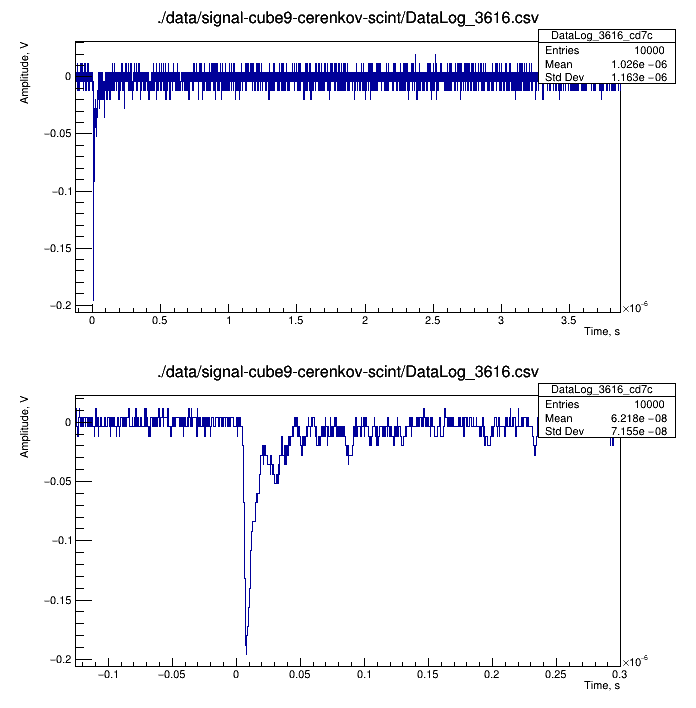 ./data/signal-cube9-cerenkov-scint/DataLog_3616.csv
DataLog_3616_cd7c
Entries 10000
Mean 1.026e −06
Std Dev 1.163e −06
Amplitude, V
0
−0.05
−0.1
−0.15
−0.2
0 0.5 1 1.5 2 2.5 3 3.5
×10⁻⁶
Time, s
./data/signal-cube9-cerenkov-scint/DataLog_3616.csv
DataLog_3616_cd7c
Entries 10000
Mean 6.218e −08
Std Dev 7.155e −08
Amplitude, V
0
−0.05
−0.1
−0.15
−0.2
−0.1 −0.05 0 0.05 0.1 0.15 0.2 0.25 0.3
×10⁻⁶
Time, s